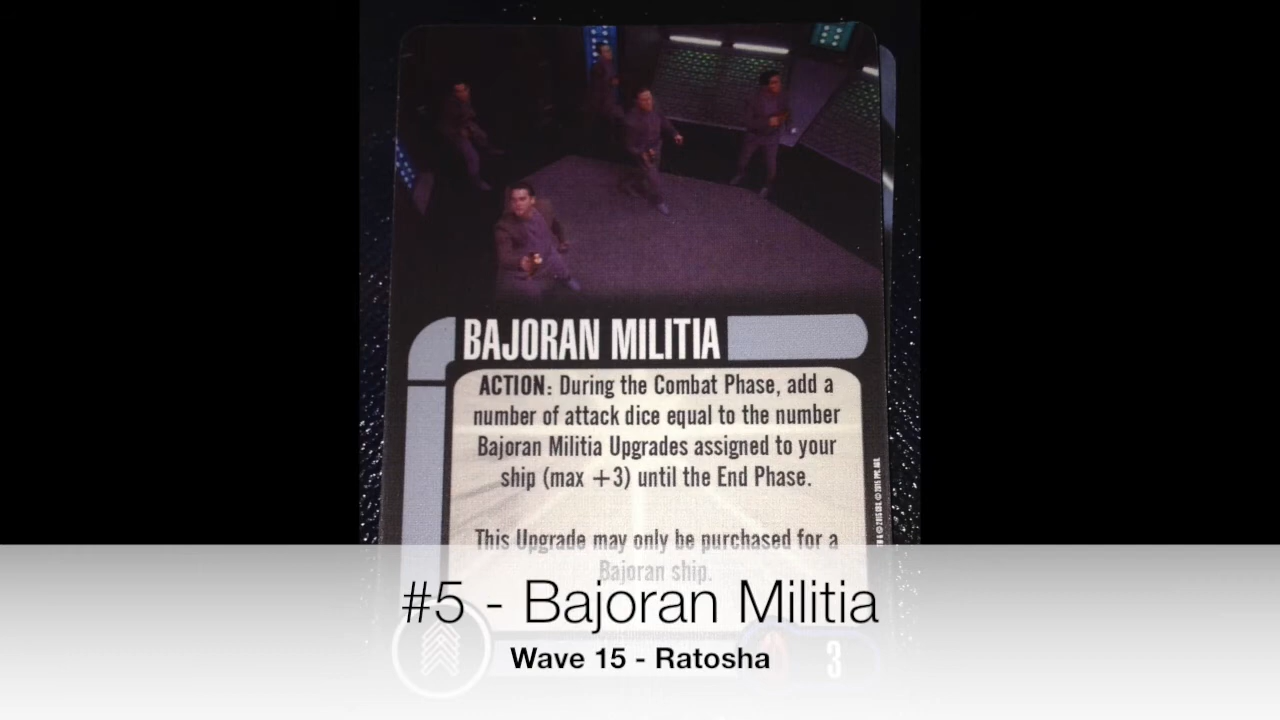 BAJORAN MILITIA
ACTION: During the Combat Phase, add a
number of attack dice equal to the number
Bajoran Militia Upgrades assigned to your
ship (max +3) until the End Phase.
This Upgrade may only be purchased for a
Bajoran ship.
#5 - Bajoran Militia
Wave 15 - Ratosha
3